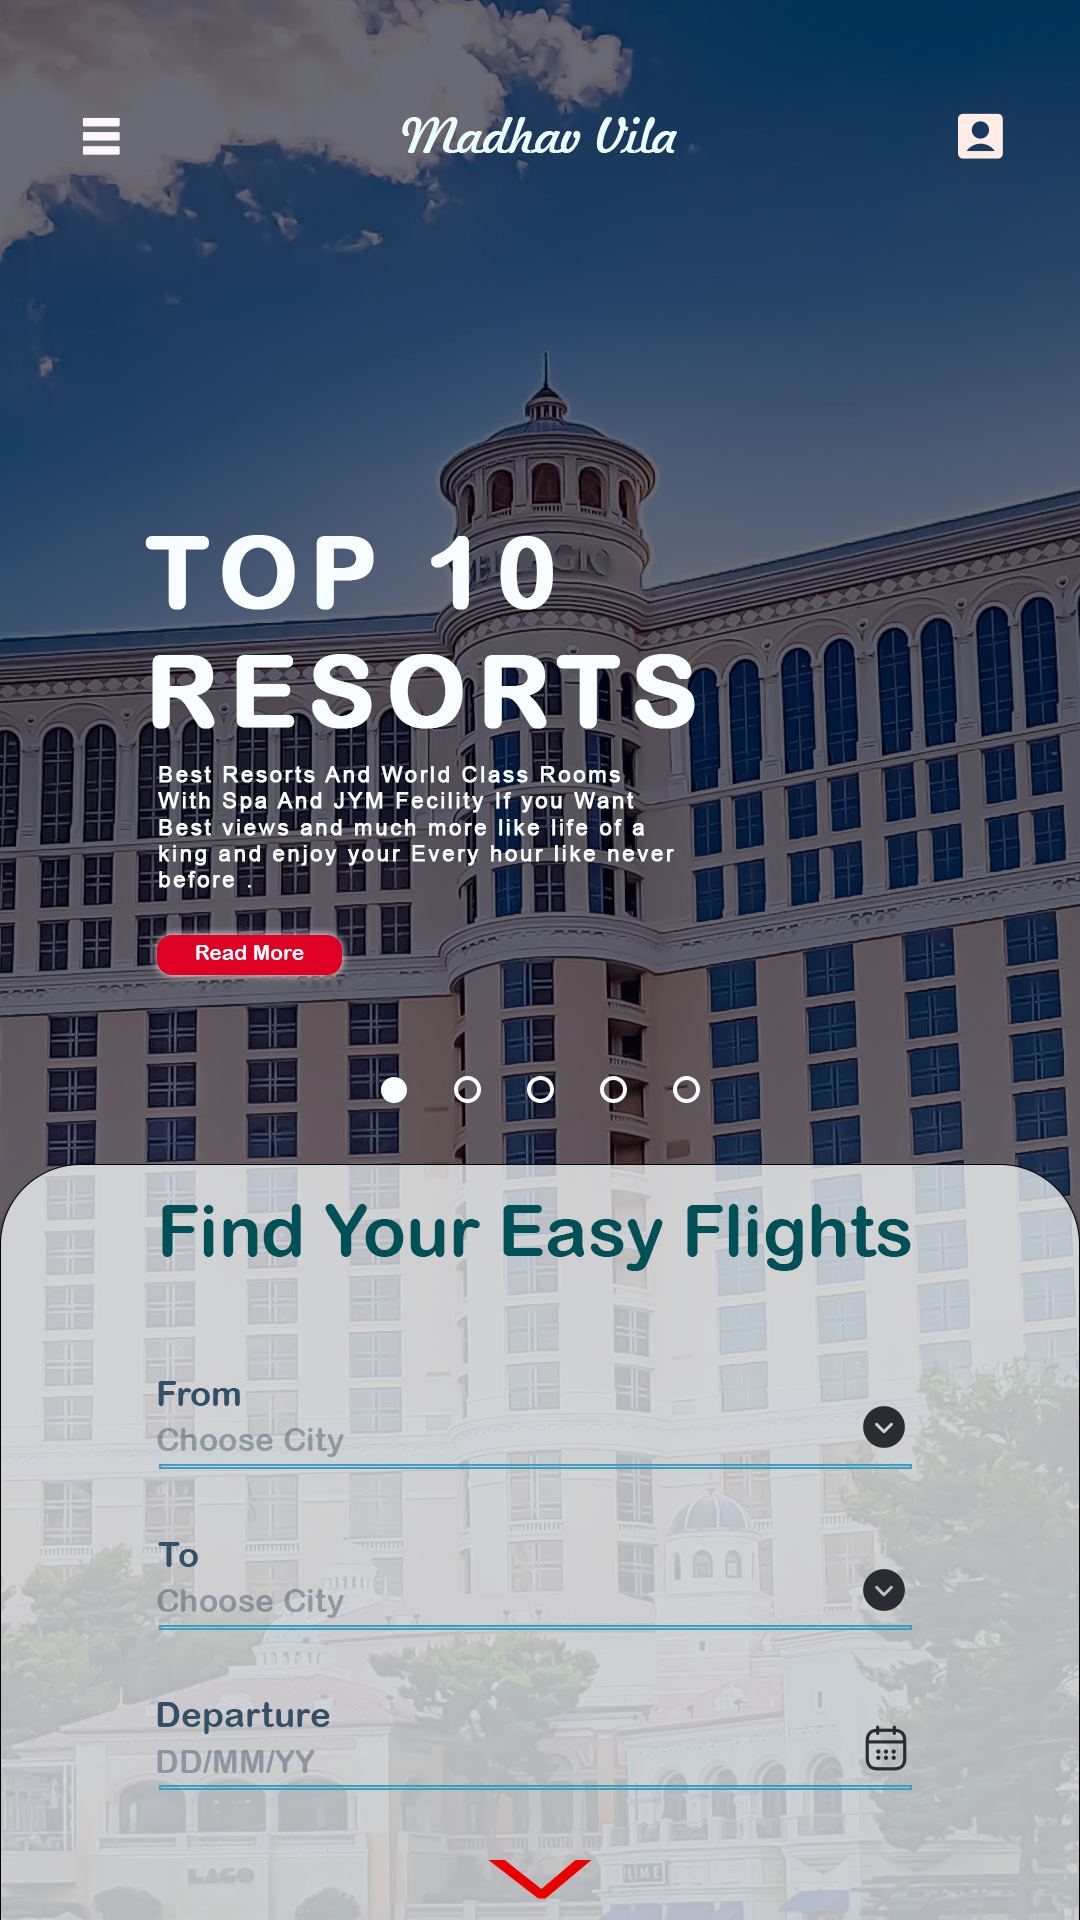 Madhav Vila
TOP 10
RESORTS
Best Resorts And World Class Rooms
With Spa And JYM Fecility If you Want
Best views and much more like life of a
king and enjoy your Every hour like never
before .
Read More
Find Your Easy Flights
From
Choose City
To
Choose City
Departure
DD/MM/YY
LAGO